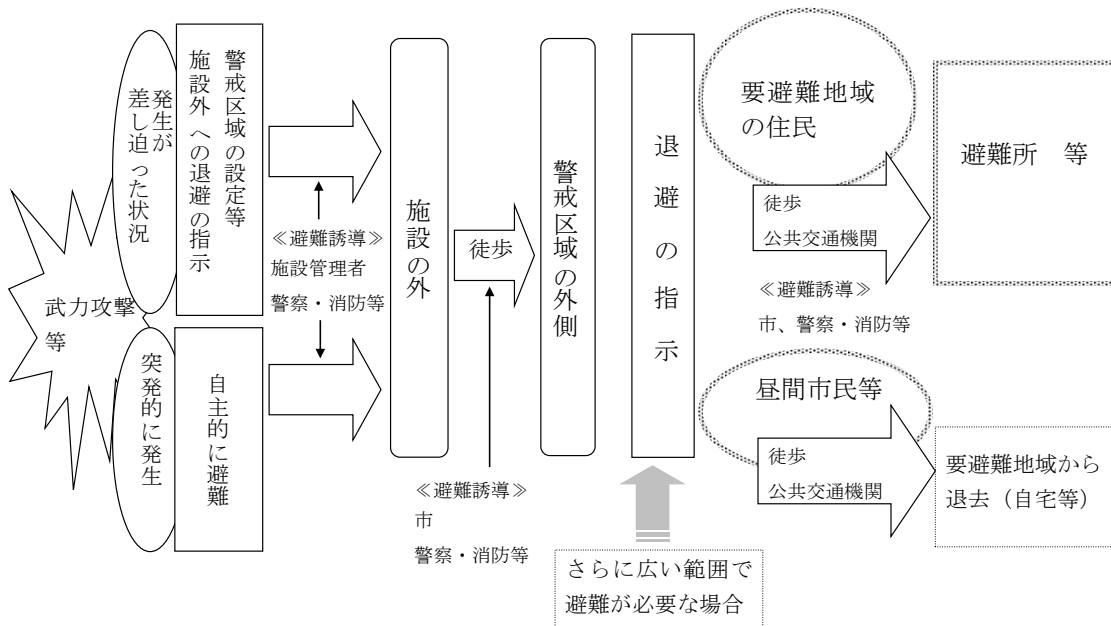 武力攻撃
等
発生が
差し迫った状況
警戒区域の設定等
施設外への退避の指示
突発的に発生
自主的に避難
≪避難誘導≫
施設管理者
警察・消防等
施設の外
徒歩
≪避難誘導≫
市
警察・消防等
警戒区域の外側
退避の指示
さらに広い範囲で
避難が必要な場合
要避難地域
の住民
徒歩
公共交通機関
≪避難誘導≫
市、警察・消防等
避難所　等
昼間市民等
徒歩
公共交通機関
要避難地域から
退去（自宅等）